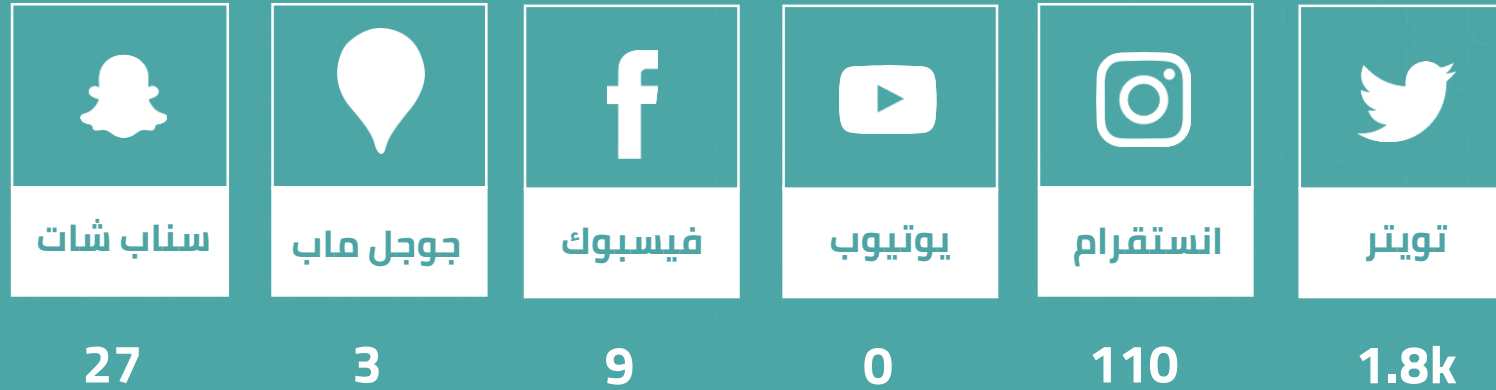 تويتر
انستقرام
يوتيوب
فيسبوك
جوجل ماب
سناب شات
1.8k
110
0
9
3
27